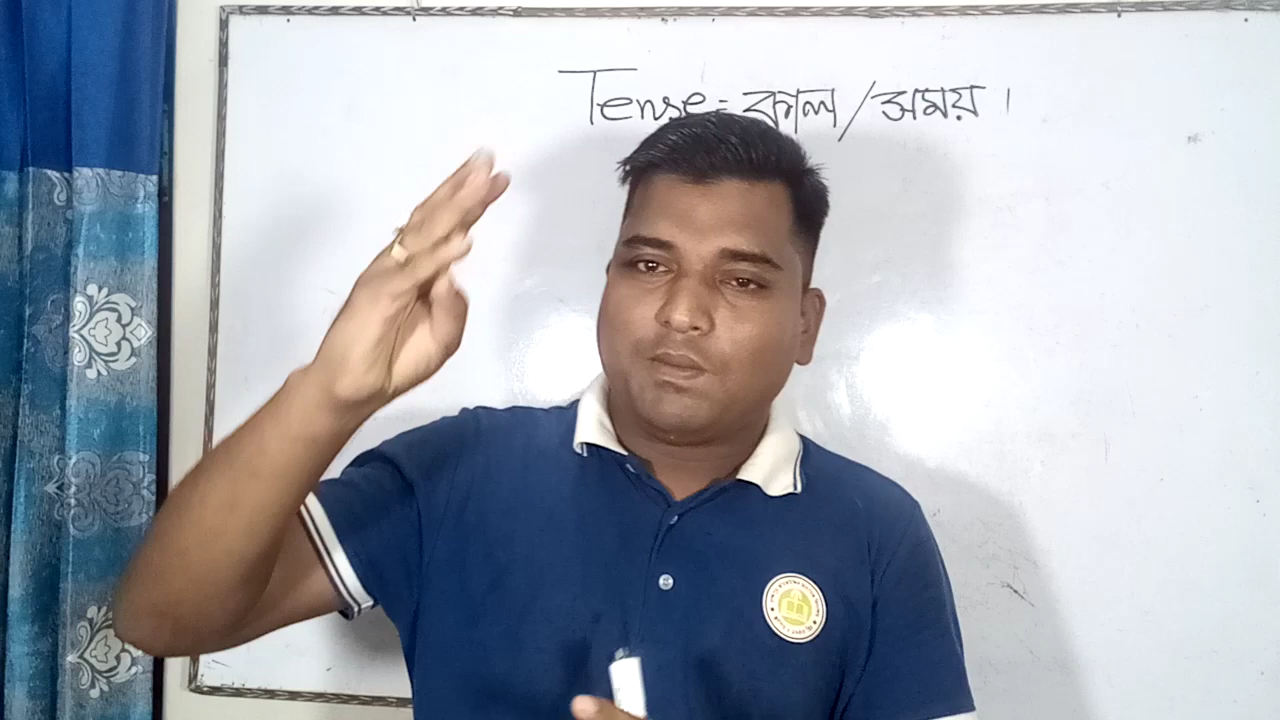 Tense = কাল / সময়।